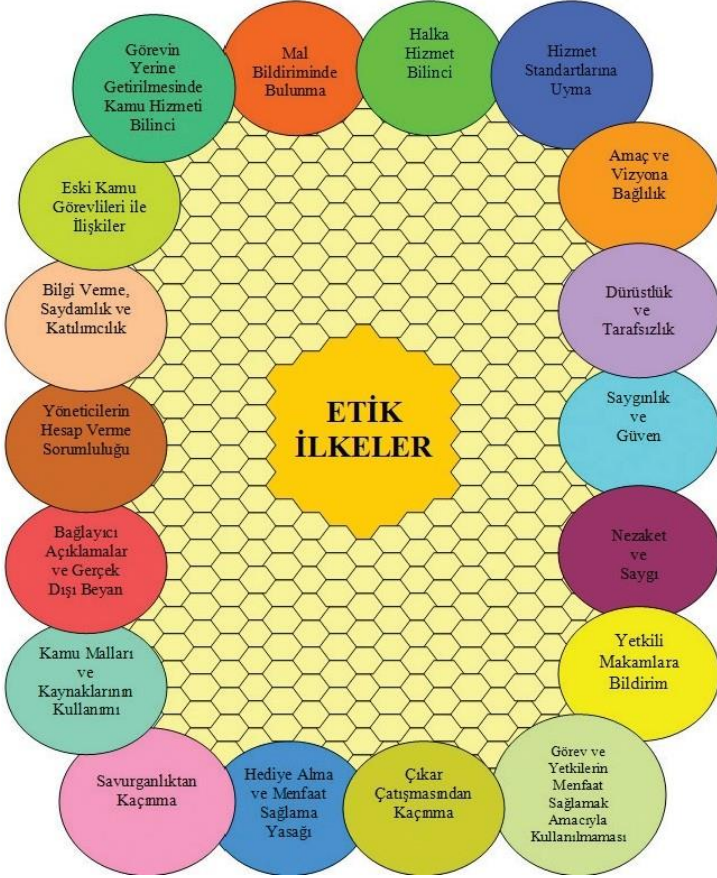 Görevin
Yerine
Getirilmesinde
Kamu Hizmeti
Bilinci
Mal
Bildiriminde
Bulunma
Halka
Hizmet
Bilinci
Hizmet
Standartlarına
Uyma
Amaç ve
Vizyona
Bağlılık
Dürüstlük
ve
Tarafsızlık
Saygınlık
ve
Güven
Nezaket
ve
Saygı
Yetkili
Makamlara
Bildirim
Görev ve
Yetkilerin
Menfaat
Sağlamak
Amacıyla
Kullanılmaması
Çıkar
Çatışmasından
Kaçınma
Hediye Alma
ve Menfaat
Sağlama
Yasağı
Savurganlıktan
Kaçınma
Kamu Malları
ve
Kaynaklarının
Kullanımı
Bağlayıcı
Açıklamalar
ve Gerçek
Dışı Beyan
Yöneticilerin
Hesap Verme
Sorumluluğu
Bilgi Verme,
Saydamlık ve
Katılımcılık
Eski Kamu
Görevlileri ile
İlişkiler
ETİK
İLKELER